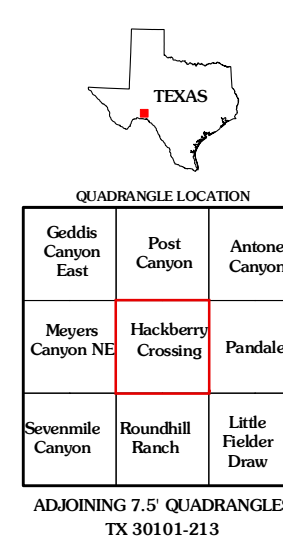 TEXAS
QUADRANGLE LOCATION
Geddis
Canyon
East
Post
Canyon
Antone
Canyon
Meyers
Canyon NE
Hackberry
Crossing
Pandale
Sevenmile
Canyon
Roundhill
Ranch
Little
Fielder
Draw
ADJOINING 7.5' QUADRANGLES
TX 30101-213